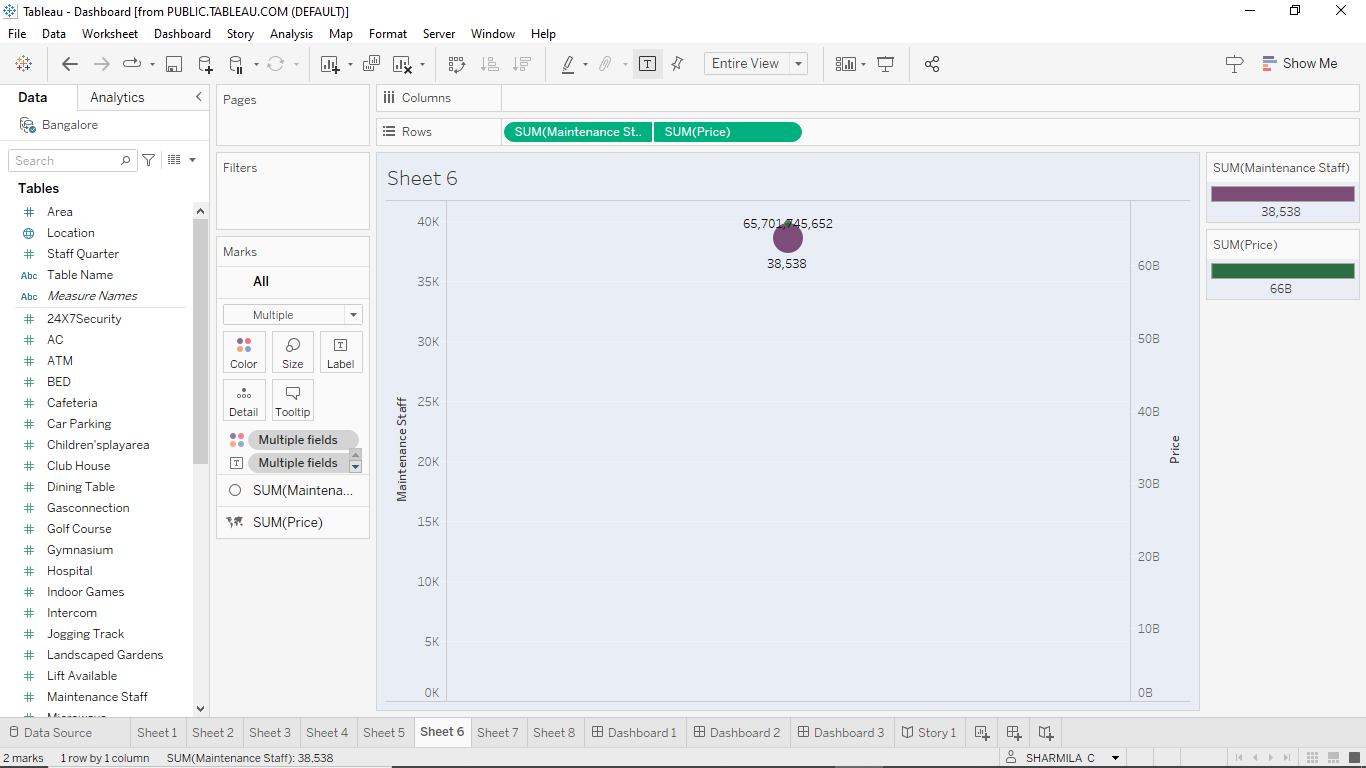 Tableau - Dashboard [from PUBLIC.TABLEAU.COM (DEFAULT)]
File Data Worksheet Dashboard Story Analysis Map Format Server Window Help
Entire View
Show Me
Data Analytics
Bangalore
Search
Tables
Area
Location
Staff Quarter
Abc Table Name
Abc Measure Names
24X7Security
AC
ATM
BED
Cafeteria
Car Parking
Children'splayarea
Club House
Dining Table
Gasconnection
Golf Course
Gymnasium
Hospital
Indoor Games
Intercom
Jogging Track
Landscaped Gardens
Lift Available
Maintenance Staff
Pages
Filters
Marks
All
Multiple
Color Size Label
Detail Tooltip
Multiple fields
Multiple fields
SUM(Maintena...
SUM(Price)
Columns
Rows SUM(Maintenance St.. SUM(Price)
Sheet 6
65,701,745,652
38,538
40K
35K
30K
25K
20K
15K
10K
5K
0K
Maintenance Staff
60B
50B
40B
30B
20B
10B
0B
Price
SUM(Maintenance Staff)
38,538
SUM(Price)
66B
Data Source Sheet 1 Sheet 2 Sheet 3 Sheet 4 Sheet 5 Sheet 6 Sheet 7 Sheet 8 Dashboard 1 Dashboard 2 Dashboard 3 Story 1
2 marks 1 row by 1 column SUM(Maintenance Staff): 38,538 SHARMILA C